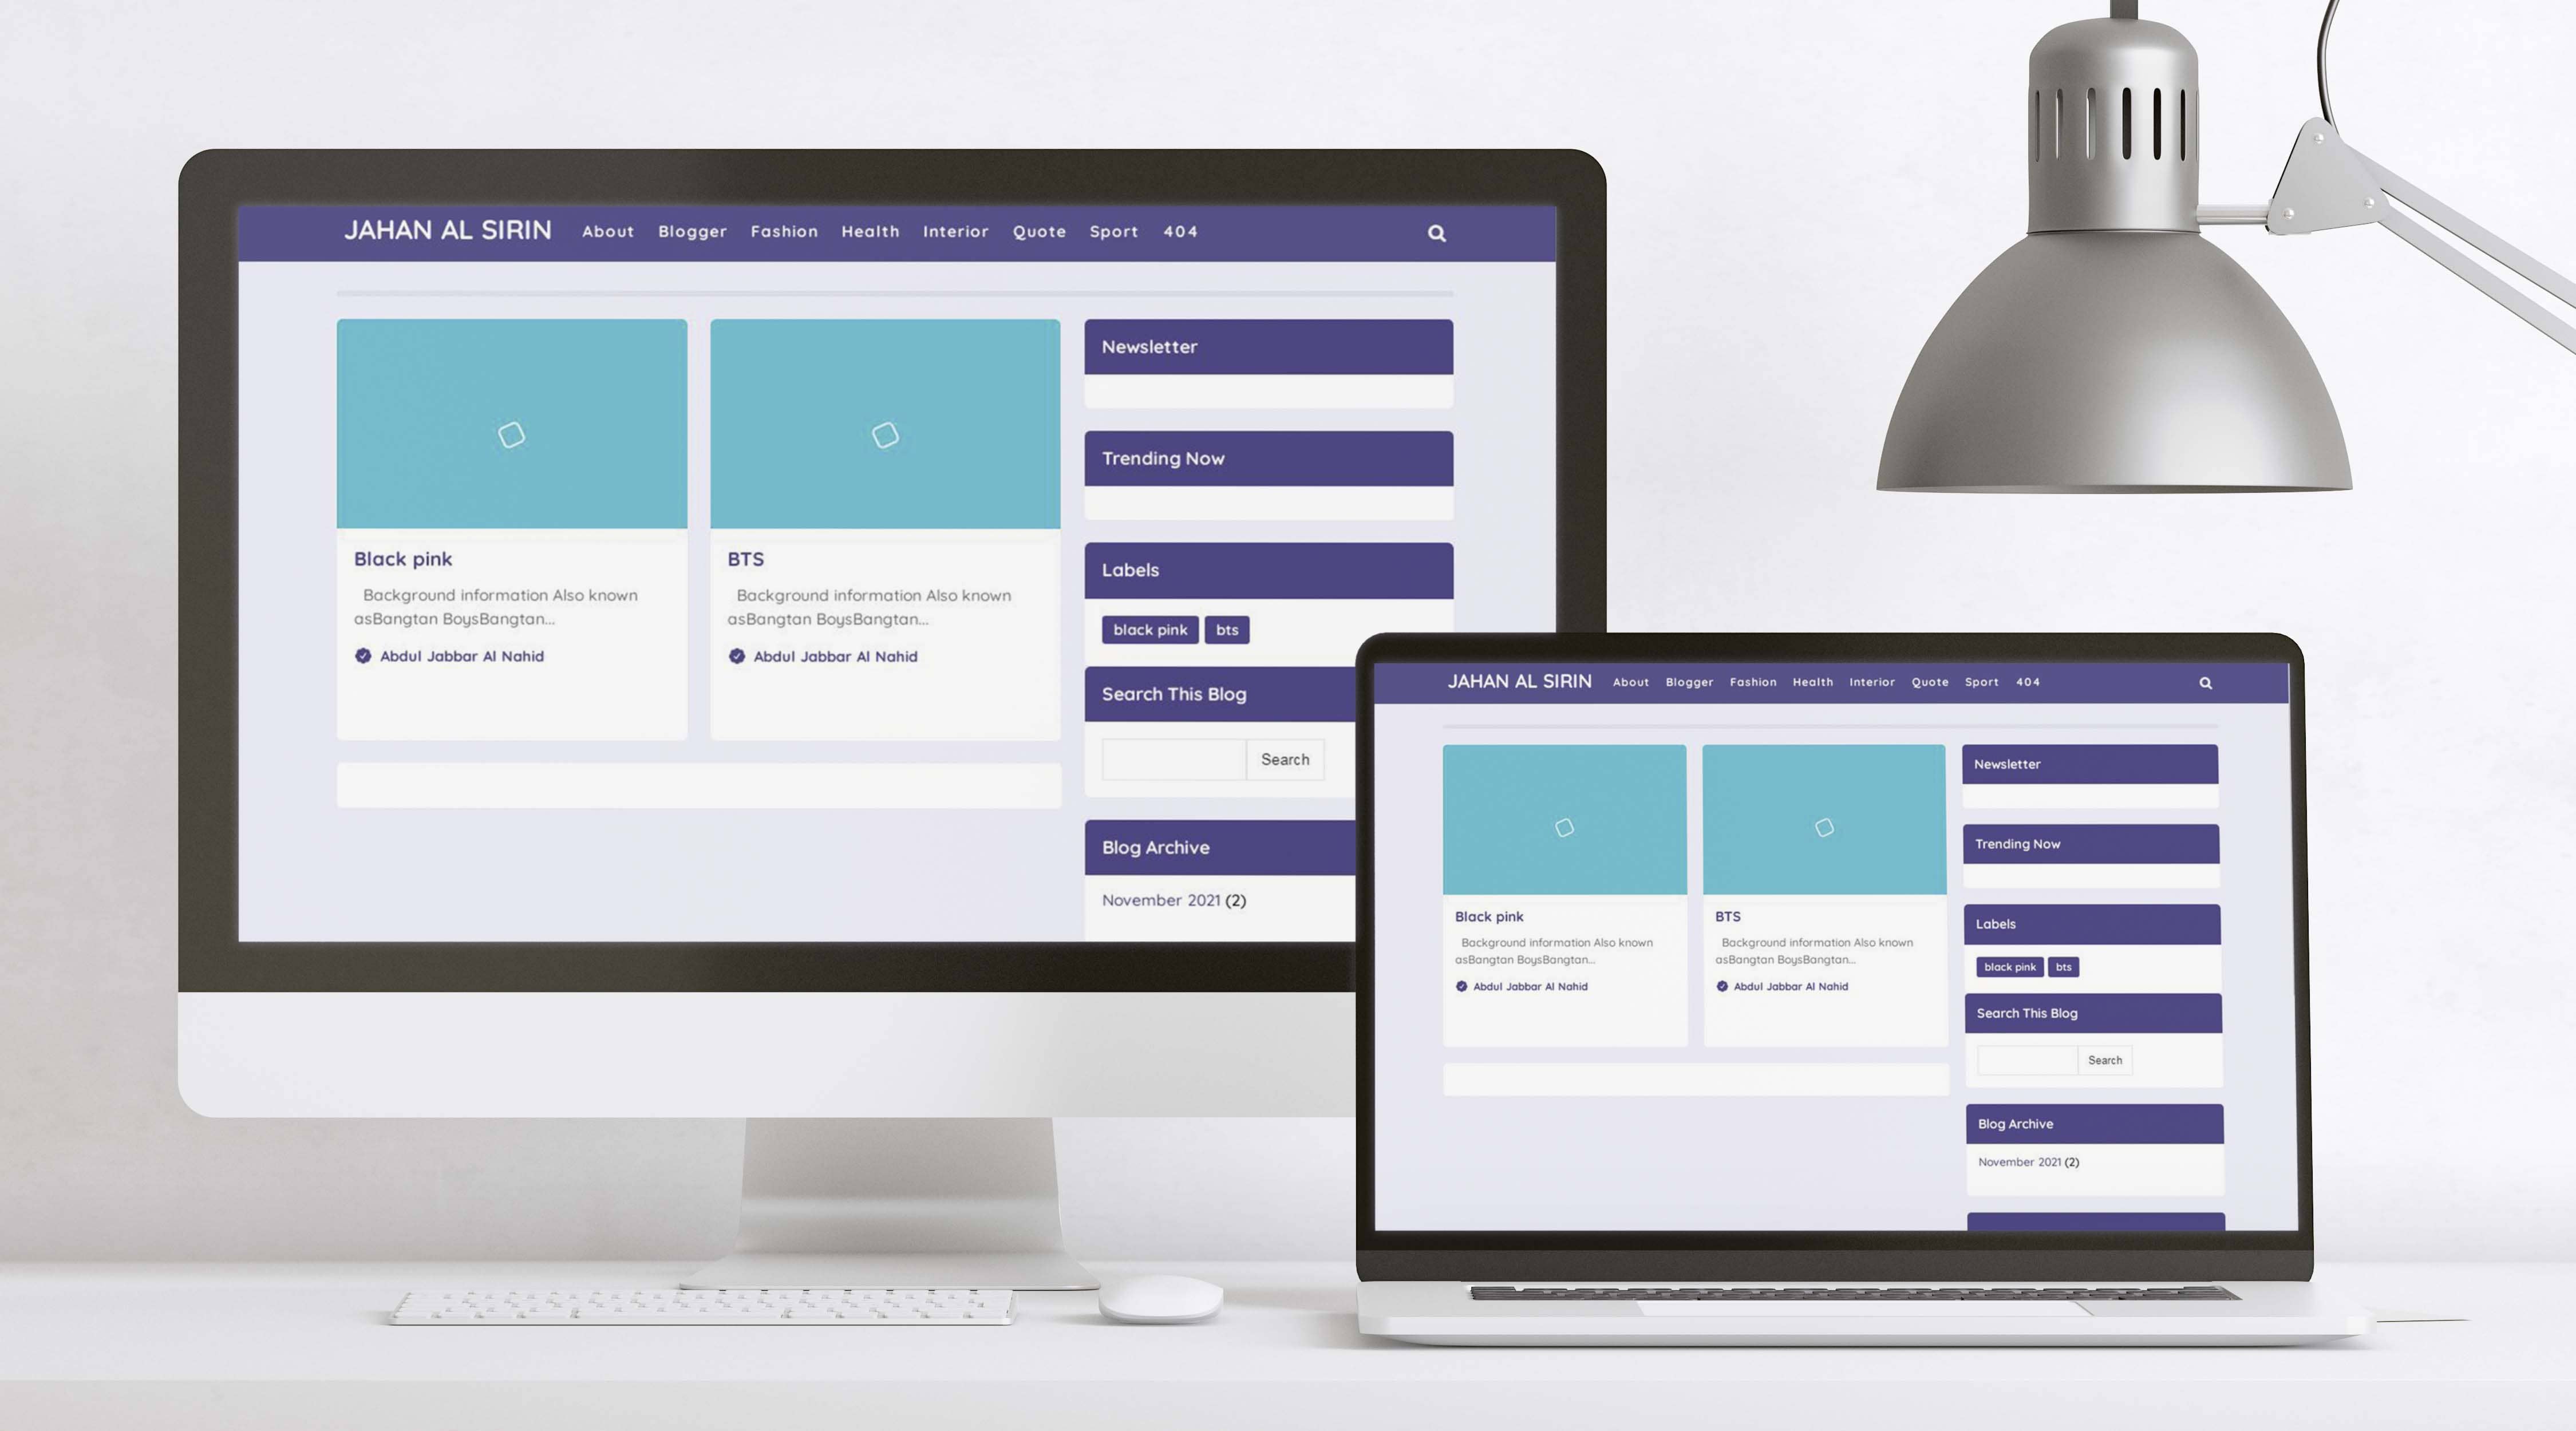 JAHAN AL SIRIN About Blogger Fashion Health Interior Quote Sport 404
Newsletter
Trending Now
Black pink
Background information Also known
asBangtan BoysBangtan...
Abdul Jabbar Al Nahid
BTS
Background information Also known
asBangtan BoysBangtan...
Abdul Jabbar Al Nahid
Labels
black pink bts
Search This Blog
Search
Blog Archive
November 2021 (2)
JAHAN AL SIRIN About Blogger Fashion Health Interior Quote Sport 404
Newsletter
Trending Now
Black pink
Background information Also known
asBangtan BoysBangtan...
Abdul Jabbar Al Nahid
BTS
Background information Also known
asBangtan BoysBangtan...
Abdul Jabbar Al Nahid
Labels
black pink bts
Search This Blog
Search
Blog Archive
November 2021 (2)